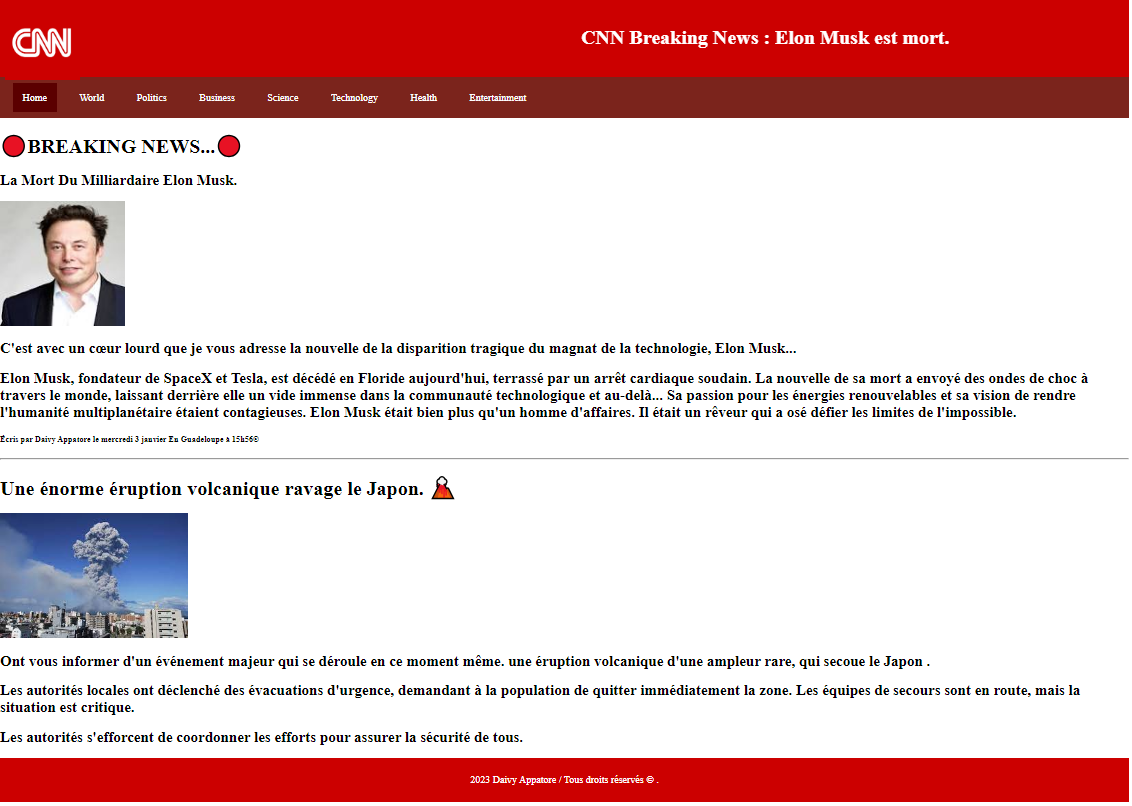 CNN
CNN Breaking News : Elon Musk est mort.
Home World Politics Business Science Technology Health Entertainment
BREAKING NEWS...
La Mort Du Milliardaire Elon Musk.
C'est avec un cœur lourd que je vous adresse la nouvelle de la disparition tragique du magnat de la technologie, Elon Musk...
Elon Musk, fondateur de SpaceX et Tesla, est décédé en Floride aujourd'hui, terrassé par un arrêt cardiaque soudain. La nouvelle de sa mort a envoyé des ondes de choc à
travers le monde, laissant derrière elle un vide immense dans la communauté technologique et au-delà... Sa passion pour les énergies renouvelables et sa vision de rendre
l'humanité multiplanétaire étaient contagieuses. Elon Musk était bien plus qu'un homme d'affaires. Il était un rêveur qui a osé défier les limites de l'impossible.
Écris par Daivy Appatore le mercredi 3 janvier En Guadeloupe à 15h56©
Une énorme éruption volcanique ravage le Japon.
Ont vous informer d'un événement majeur qui se déroule en ce moment même. une éruption volcanique d'une ampleur rare, qui secoue le Japon .
Les autorités locales ont déclenché des évacuations d'urgence, demandant à la population de quitter immédiatement la zone. Les équipes de secours sont en route, mais la
situation est critique.
Les autorités s'efforcent de coordonner les efforts pour assurer la sécurité de tous.
2023 Daivy Appatore / Tous droits réservés © .